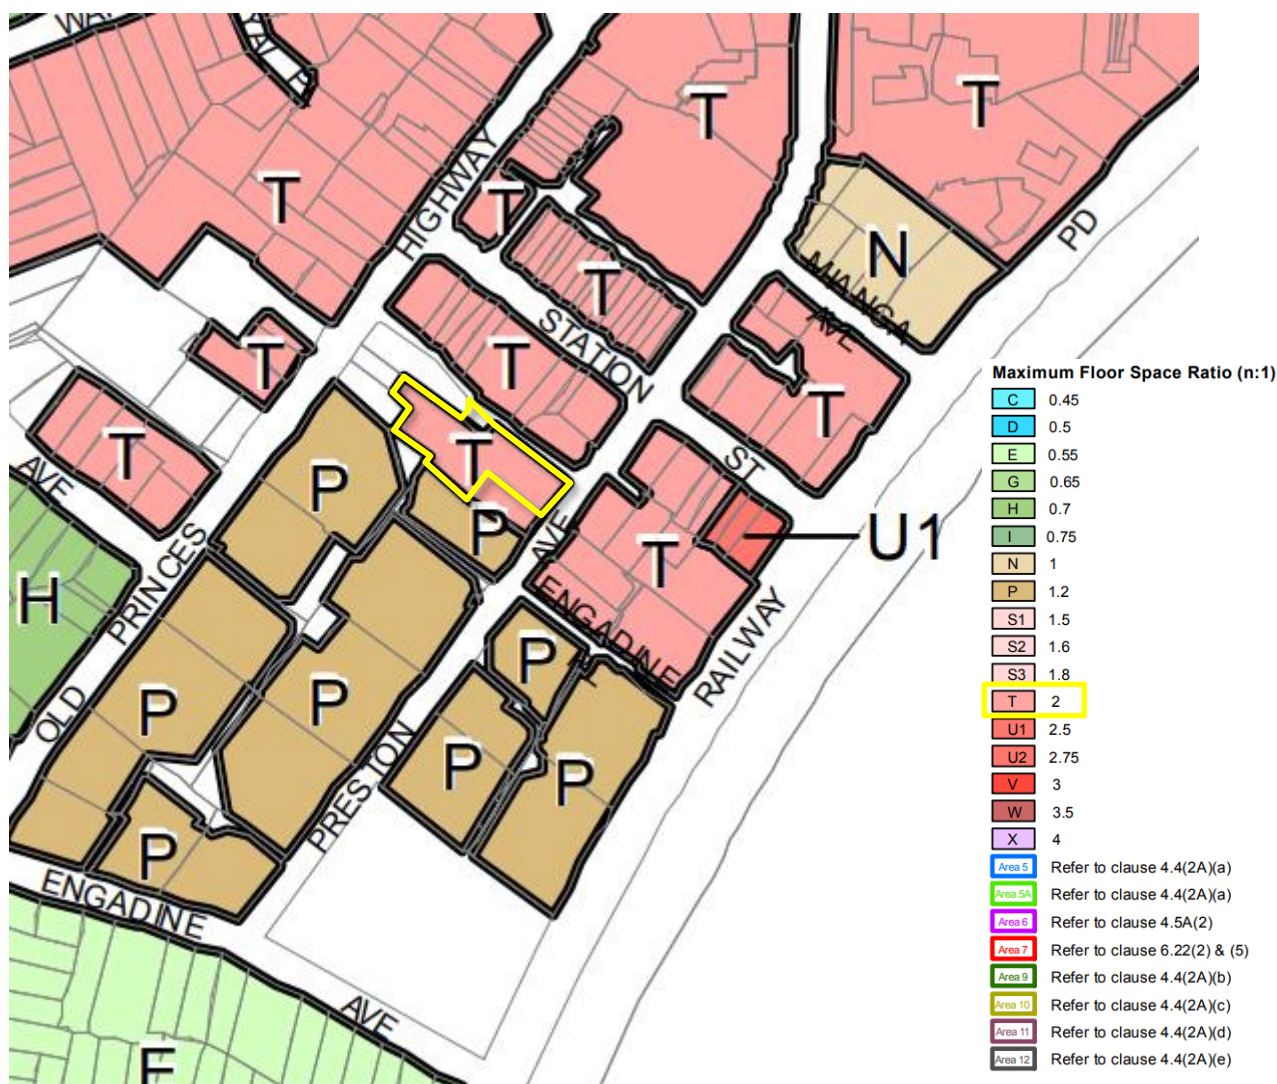 WA
YAL P
T
T
T
HIGHWAY
T
PD
N
MIANGA
AVE
T
STATION
T
T
T
T
T
AVE
T
ST
P
P
AVE
U1
T
H
PRINCES
ENGADINE
P
RAILWAY
OLD
P
P
PRESTON
P
P
P
ENGADINE
AVE
E
Maximum Floor Space Ratio (n:1)
C 0.45
D 0.5
E 0.55
G 0.65
H 0.7
I 0.75
N 1
P 1.2
S1 1.5
S2 1.6
S3 1.8
T 2
U1 2.5
U2 2.75
V 3
W 3.5
X 4
Area 5 Refer to clause 4.4(2A)(a)
Area 5A Refer to clause 4.4(2A)(a)
Area 6 Refer to clause 4.5A(2)
Area 7 Refer to clause 6.22(2) & (5)
Area 9 Refer to clause 4.4(2A)(b)
Area 10 Refer to clause 4.4(2A)(c)
Area 11 Refer to clause 4.4(2A)(d)
Area 12 Refer to clause 4.4(2A)(e)